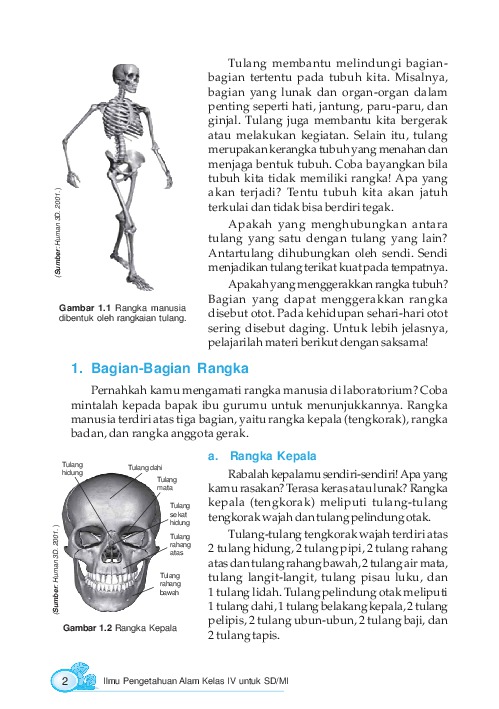 Tulang membantu melindungi bagian-
bagian tertentu pada tubuh kita. Misalnya,
bagian yang lunak dan organ-organ dalam
penting seperti hati, jantung, paru-paru, dan
ginjal. Tulang juga membantu kita bergerak
atau melakukan kegiatan. Selain itu, tulang
merupakan kerangka tubuh yang menahan dan
menjaga bentuk tubuh. Coba bayangkan bila
tubuh kita tidak memiliki rangka! Apa yang
akan terjadi? Tentu tubuh kita akan jatuh
terkulai dan tidak bisa berdiri tegak.
Apakah yang menghubungkan antara
tulang yang satu dengan tulang yang lain?
Antartulang dihubungkan oleh sendi. Sendi
menjadikan tulang terikat kuat pada tempatnya.
Apakah yang menggerakkan rangka tubuh?
Bagian yang dapat menggerakkan rangka
disebut otot. Pada kehidupan sehari-hari otot
sering disebut daging. Untuk lebih jelasnya,
pelajarilah materi berikut dengan saksama!
(Sumber: Human 3D. 2001.)
Gambar 1.1 Rangka manusia
dibentuk oleh rangkaian tulang.
1. Bagian-Bagian Rangka
Pernahkah kamu mengamati rangka manusia di laboratorium? Coba
mintalah kepada bapak ibu gurumu untuk menunjukkannya. Rangka
manusia terdiri atas tiga bagian, yaitu rangka kepala (tengkorak), rangka
badan, dan rangka anggota gerak.
Tulang
hidung
Tulang dahi
Tulang
mata
Tulang
sekat
hidung
Tulang
rahang
atas
Tulang
rahang
bawah
(Sumber: Human 3D. 2001.)
Gambar 1.2 Rangka Kepala
a. Rangka Kepala
Rabalah kepalamu sendiri-sendiri! Apa yang
kamu rasakan? Terasa keras atau lunak? Rangka
kepala (tengkorak) meliputi tulang-tulang
tengkorak wajah dan tulang pelindung otak.
Tulang-tulang tengkorak wajah terdiri atas
2 tulang hidung, 2 tulang pipi, 2 tulang rahang
atas dan tulang rahang bawah, 2 tulang air mata,
tulang langit-langit, tulang pisau luku, dan
1 tulang lidah. Tulang pelindung otak meliputi
1 tulang dahi, 1 tulang belakang kepala, 2 tulang
pelipis, 2 tulang ubun-ubun, 2 tulang baji, dan
2 tulang tapis.
2
Ilmu Pengetahuan Alam Kelas IV untuk SD/MI